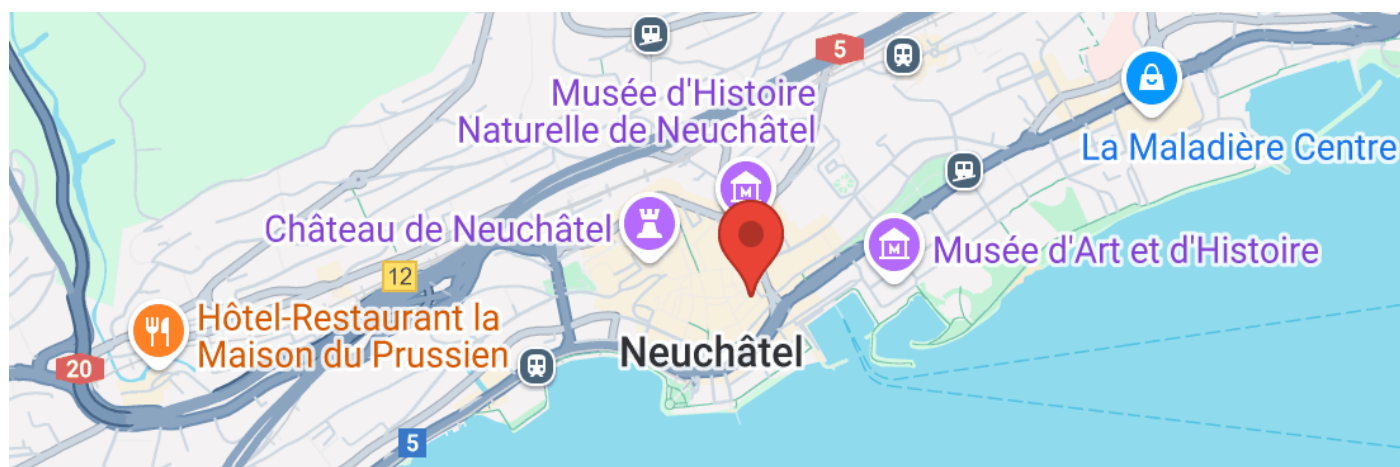 5
Musée d'Histoire
Naturelle de Neuchâtel
La Maladière Centre
Château de Neuchâtel
Musée d'Art et d'Histoire
12
Hôtel-Restaurant la
Maison du Prussien
Neuchâtel
20
5
M
M